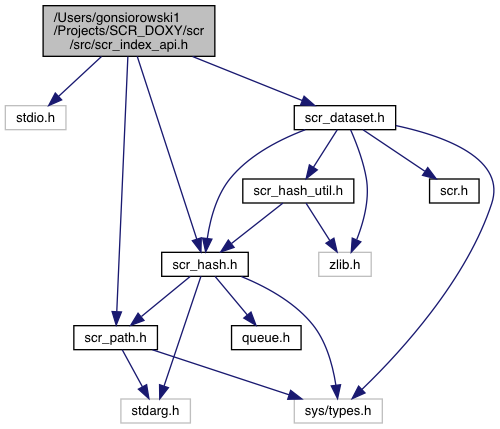 /Users/gonsiorowski1
/Projects/SCR_DOXY/scr
/src/scr_index_api.h
stdio.h
scr_dataset.h
scr_hash_util.h
scr.h
scr_hash.h
zlib.h
scr_path.h
queue.h
stdarg.h
sys/types.h